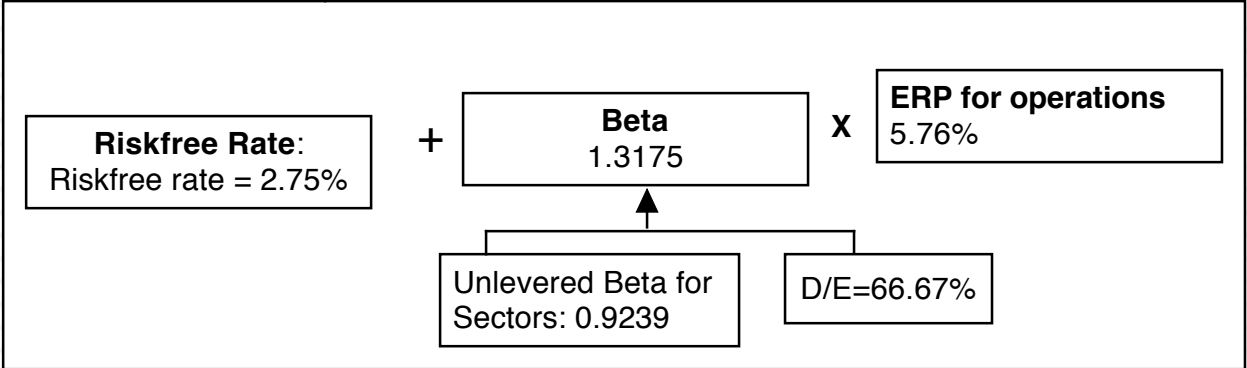 Riskfree Rate:
Riskfree rate = 2.75%
+
Beta
1.3175
X
ERP for operations
5.76%
Unlevered Beta for
Sectors: 0.9239
D/E=66.67%